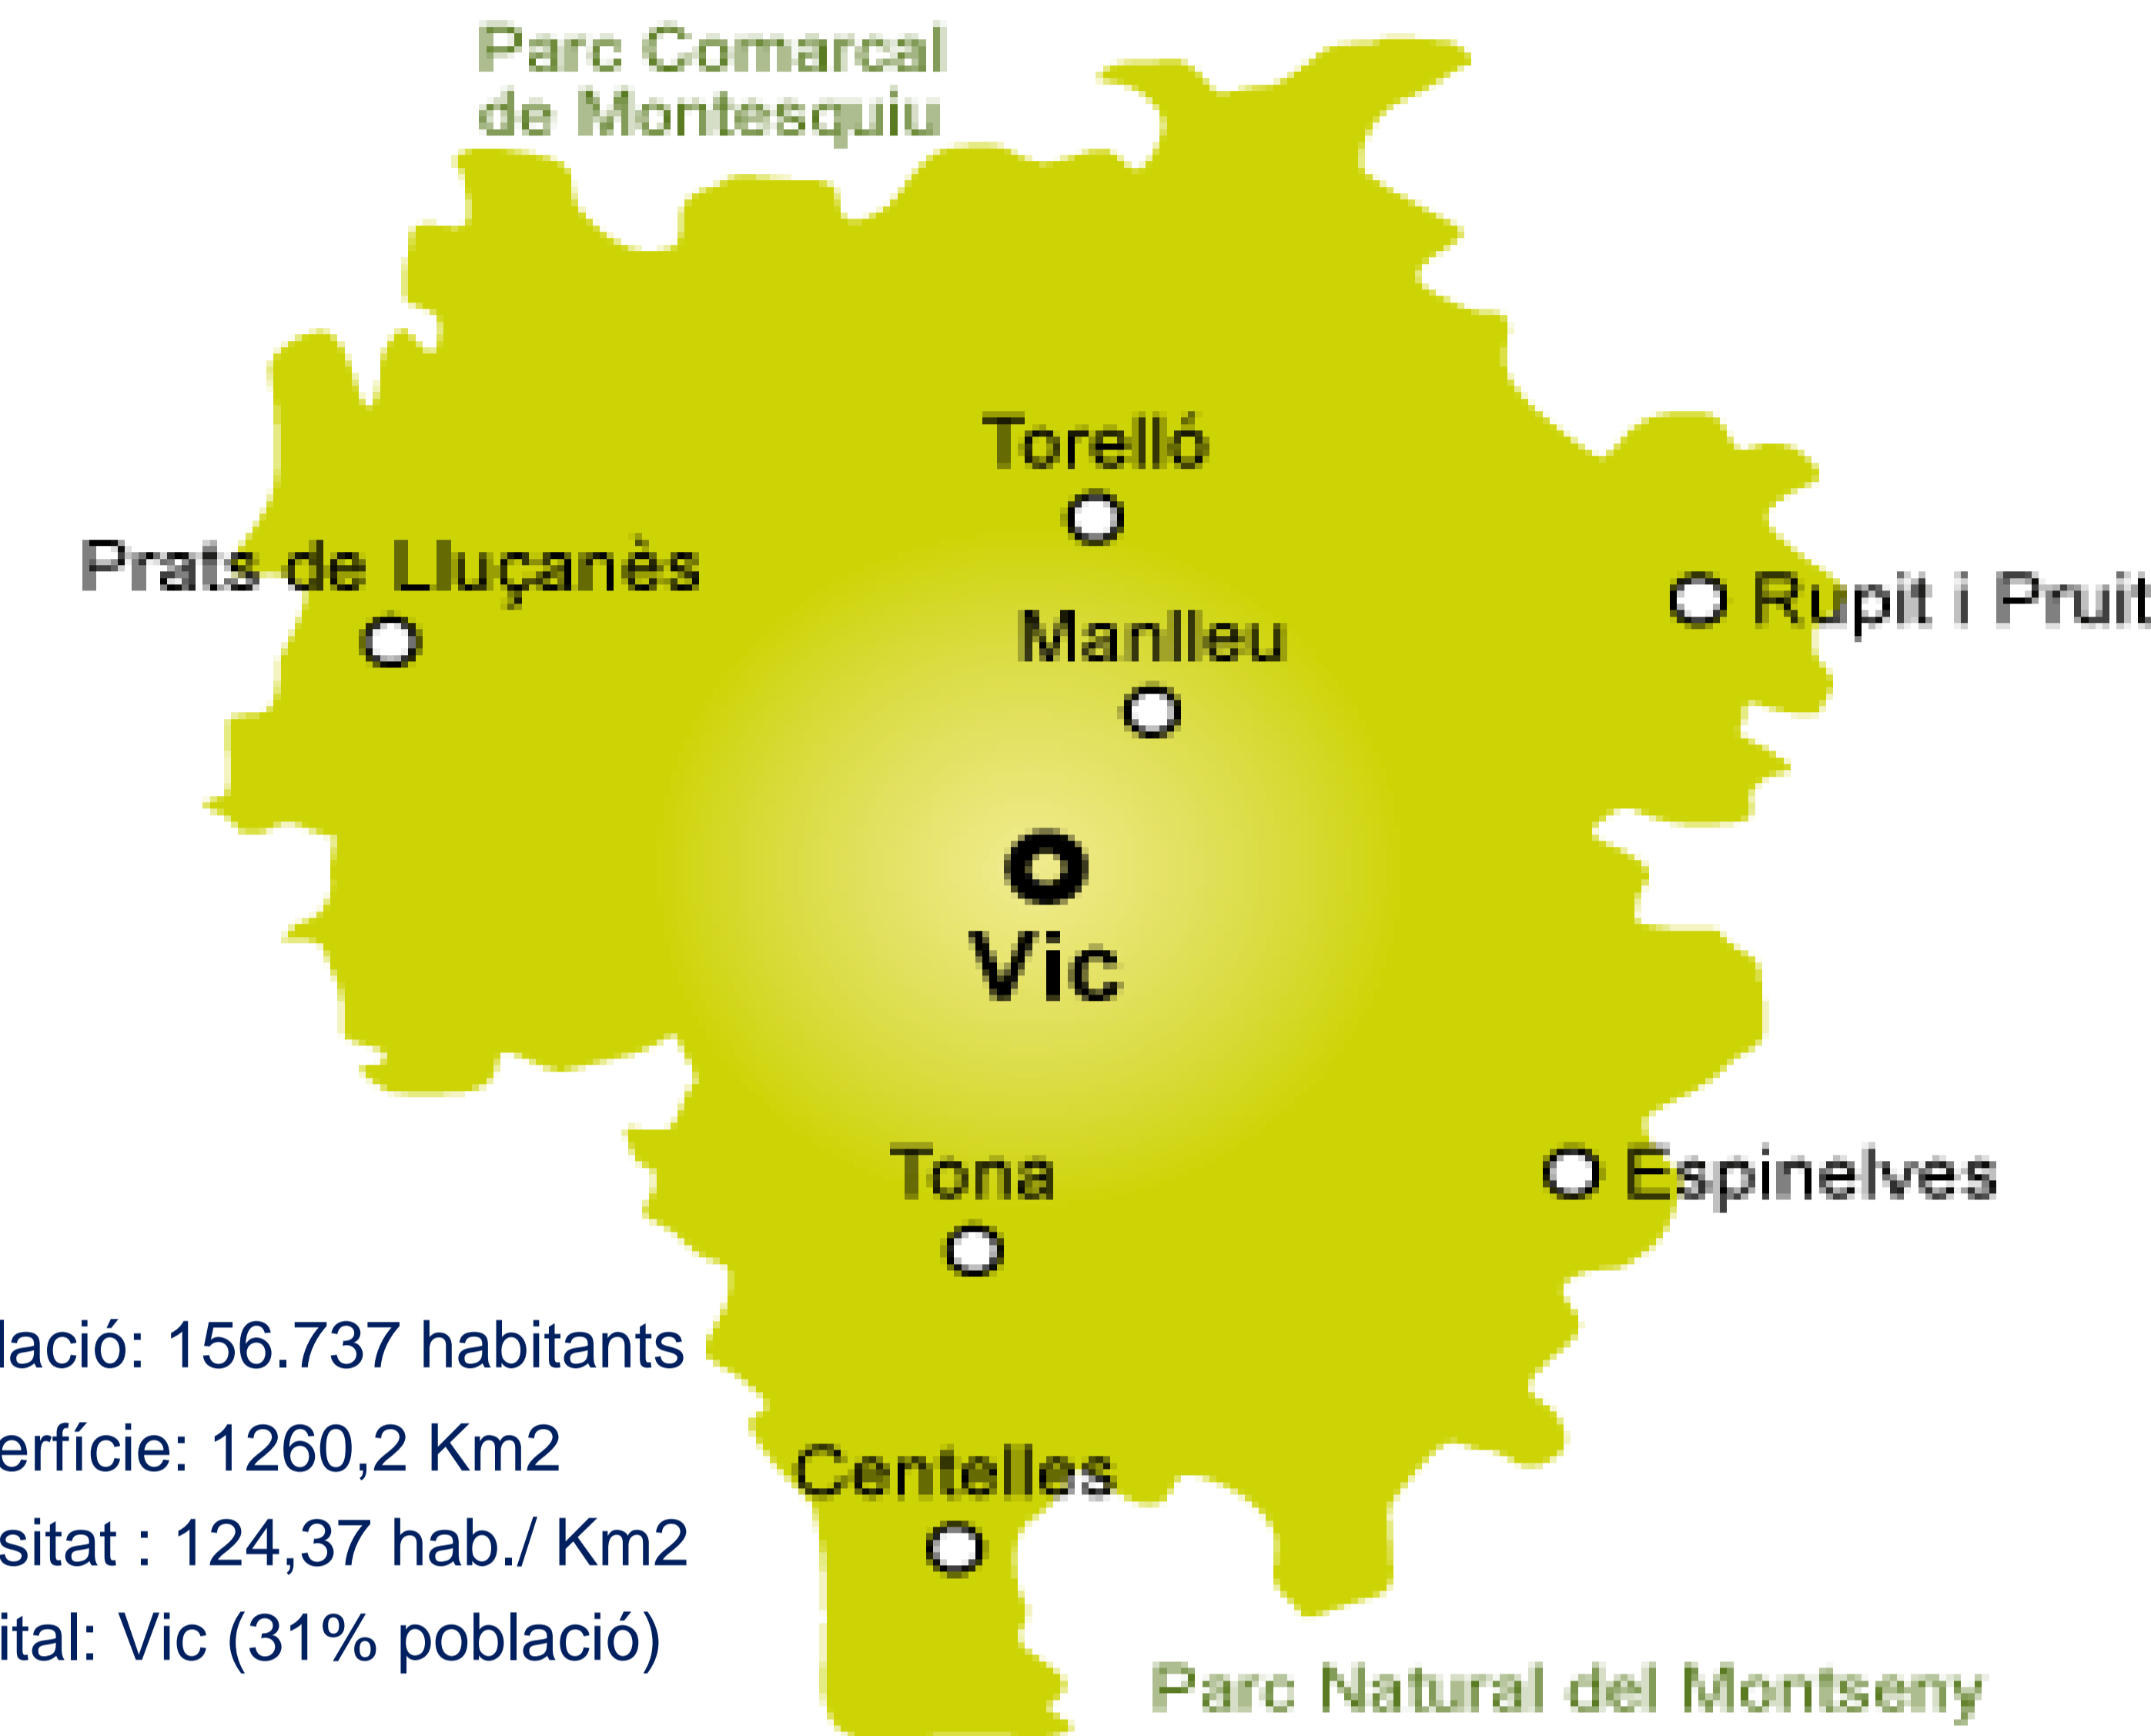 Parc Comarcal
de Montesquiu
Torelló
Prats de Lluçanès
Rupit i Pruit
Manlleu
Vic
Tona
Espinelves
lació: 156.737 habitants
erfície: 1260,2 Km2
Centelles
sitat : 124,37 hab./ Km2
ital: Vic (31% població)
Parc Natural del Montseny